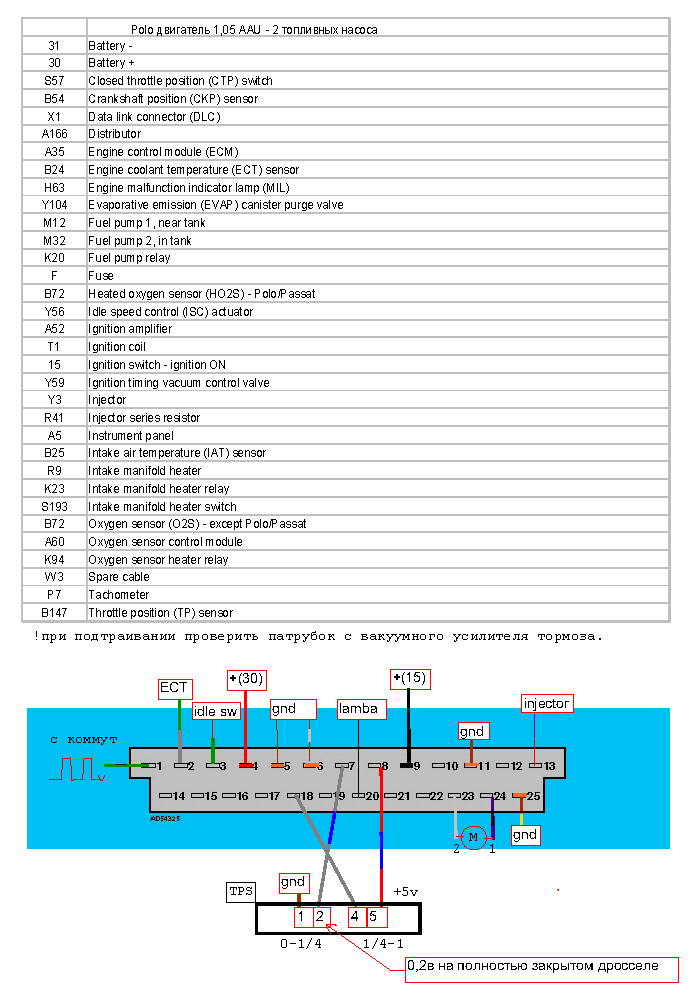 Polo двигатель 1,05 AAU - 2 топливных насоса
31 Battery -
30 Battery +
S57 Closed throttle position (CTP) switch
B54 Crankshaft position (CKP) sensor
X1 Data link connector (DLC)
A166 Distributor
A35 Engine control module (ECM)
B24 Engine coolant temperature (ECT) sensor
H63 Engine malfunction indicator lamp (MIL)
Y104 Evaporative emission (EVAP) canister purge valve
M12 Fuel pump 1, near tank
M32 Fuel pump 2, in tank
K20 Fuel pump relay
F Fuse
B72 Heated oxygen sensor (HO2S) - Polo/Passat
Y56 Idle speed control (ISC) actuator
A52 Ignition amplifier
T1 Ignition coil
15 Ignition switch - ignition ON
Y59 Ignition timing vacuum control valve
Y3 Injector
R41 Injector series resistor
A5 Instrument panel
B25 Intake air temperature (IAT) sensor
R9 Intake manifold heater
K23 Intake manifold heater relay
S193 Intake manifold heater switch
B72 Oxygen sensor (O2S) - except Polo/Passat
A60 Oxygen sensor control module
K94 Oxygen sensor heater relay
W3 Spare cable
P7 Tachometer
B147 Throttle position (TP) sensor
!при подтраивании проверить патрубок с вакуумного усилителя тормоза.
+(30) +(15)
ECT
idle sw gnd lamba injector
gnd
с коммут
1 2 3 4 5 6 7 8 9 10 11 12 13
14 15 16 17 18 19 20 21 22 23 24 25
AD54325
M gnd
2 1
gnd
TPS +5v
1 2 4 5
0-1/4 1/4-1
0,2в на полностью закрытом дросселе